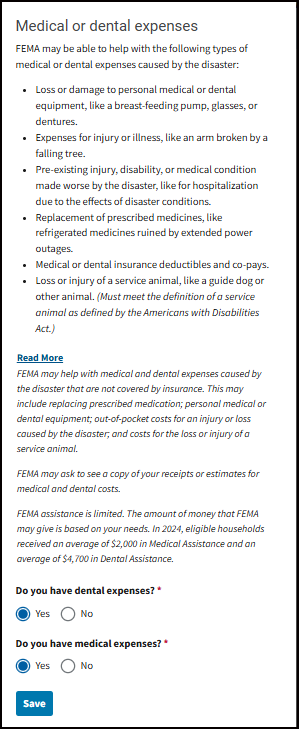 Medical or dental expenses
FEMA may be able to help with the following types of
medical or dental expenses caused by the disaster:
• Loss or damage to personal medical or dental
equipment, like a breast-feeding pump, glasses, or
dentures.
• Expenses for injury or illness, like an arm broken by a
falling tree.
• Pre-existing injury, disability, or medical condition
made worse by the disaster, like for hospitalization
due to the effects of disaster conditions.
• Replacement of prescribed medicines, like
refrigerated medicines ruined by extended power
outages.
• Medical or dental insurance deductibles and co-pays.
• Loss or injury of a service animal, like a guide dog or
other animal. (Must meet the definition of a service
animal as defined by the Americans with Disabilities
Act.)
Read More
FEMA may help with medical and dental expenses caused by
the disaster that are not covered by insurance. This may
include replacing prescribed medication; personal medical or
dental equipment; out-of-pocket costs for an injury or loss
caused by the disaster; and costs for the loss or injury of a
service animal.
FEMA may ask to see a copy of your receipts or estimates for
medical and dental costs.
FEMA assistance is limited. The amount of money that FEMA
may give is based on your needs. In 2024, eligible households
received an average of $2,000 in Medical Assistance and an
average of $4,700 in Dental Assistance.
Do you have dental expenses? *
Yes No
Do you have medical expenses? *
Yes No
Save